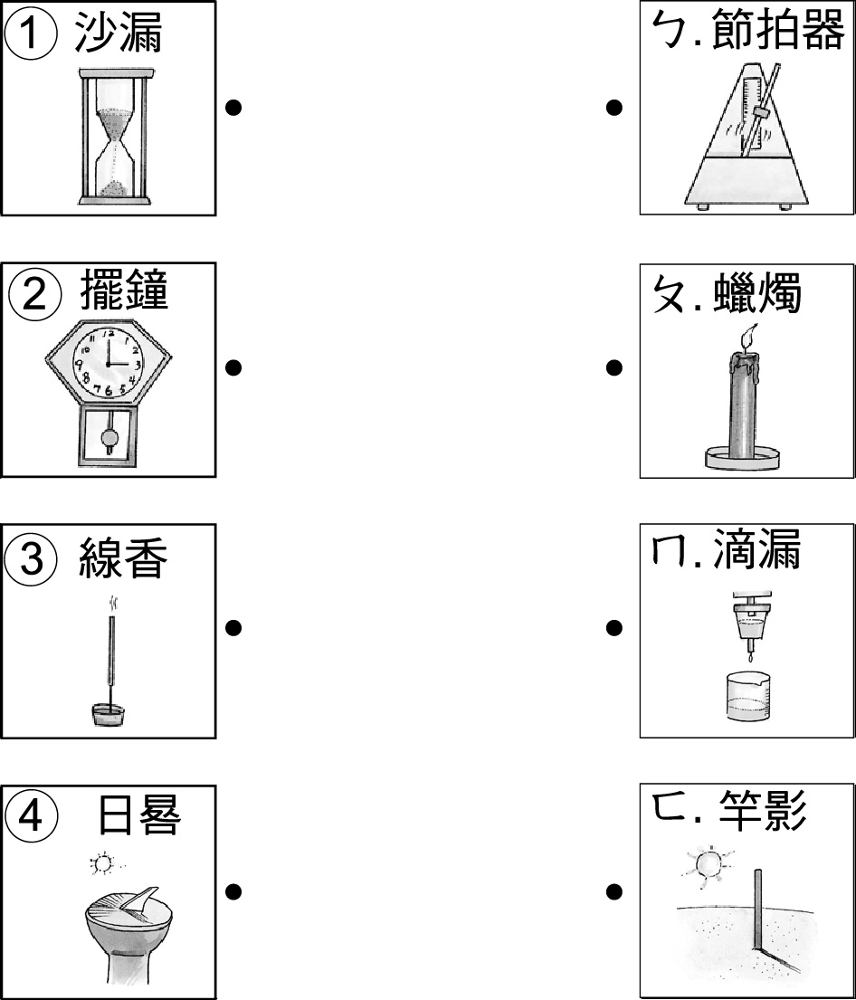 ① 沙漏
ㄅ. 節拍器
② 擺鐘
ㄆ. 蠟燭
③ 線香
ㄇ. 滴漏
④ 日晷
ㄈ. 竿影